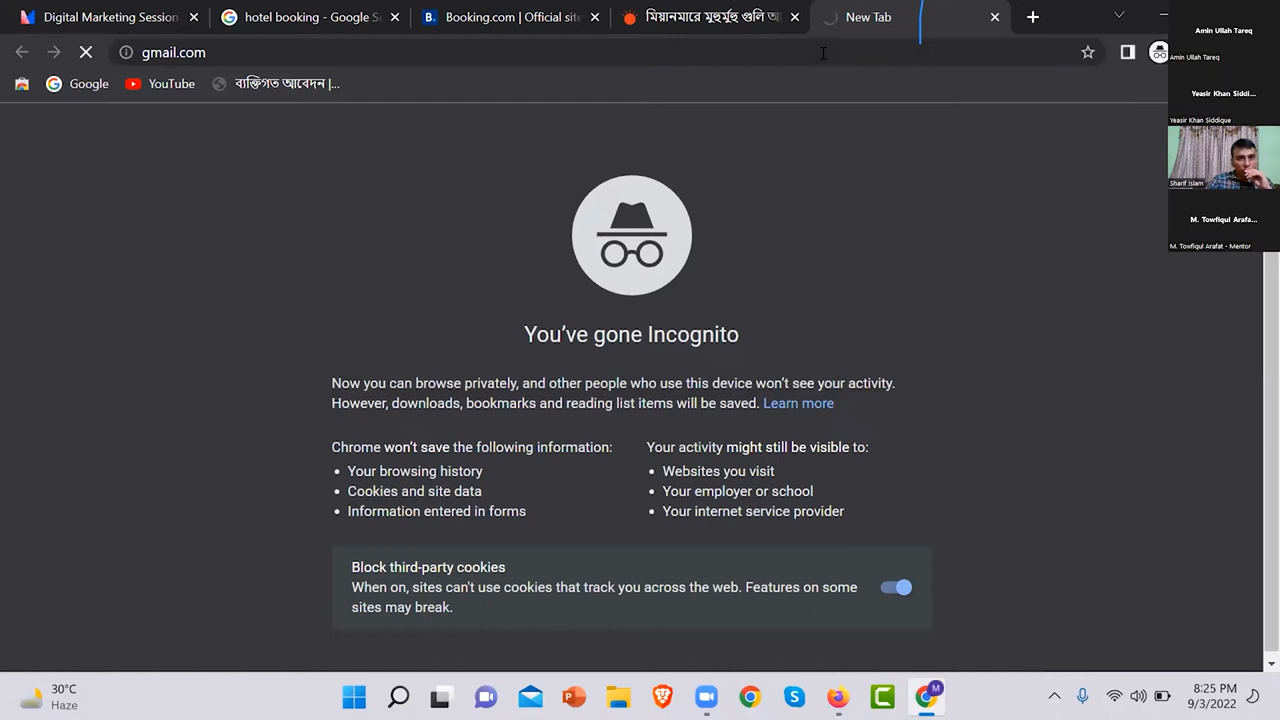 Digital Marketing Session
hotel booking - Google S
Booking.com | Official site
মিয়ানমারে মুহুর্মুহু গুলি আ
New Tab
gmail.com
Google
YouTube
ব্যক্তিগত আবেদন |...
Amin Ullah Tareq
Amin Ullah Tareq
Yeasir Khan Siddi...
Yeasir Khan Siddique
Sharif Islam
M. Towfiqul Arafa...
M. Towfiqul Arafat - Mentor
You've gone Incognito
Now you can browse privately, and other people who use this device won't see your activity.
However, downloads, bookmarks and reading list items will be saved. Learn more
Chrome won't save the following information:
• Your browsing history
• Cookies and site data
• Information entered in forms
Your activity might still be visible to:
• Websites you visit
• Your employer or school
• Your internet service provider
Block third-party cookies
When on, sites can't use cookies that track you across the web. Features on some
sites may break.
30°C
Haze
8:25 PM
9/3/2022